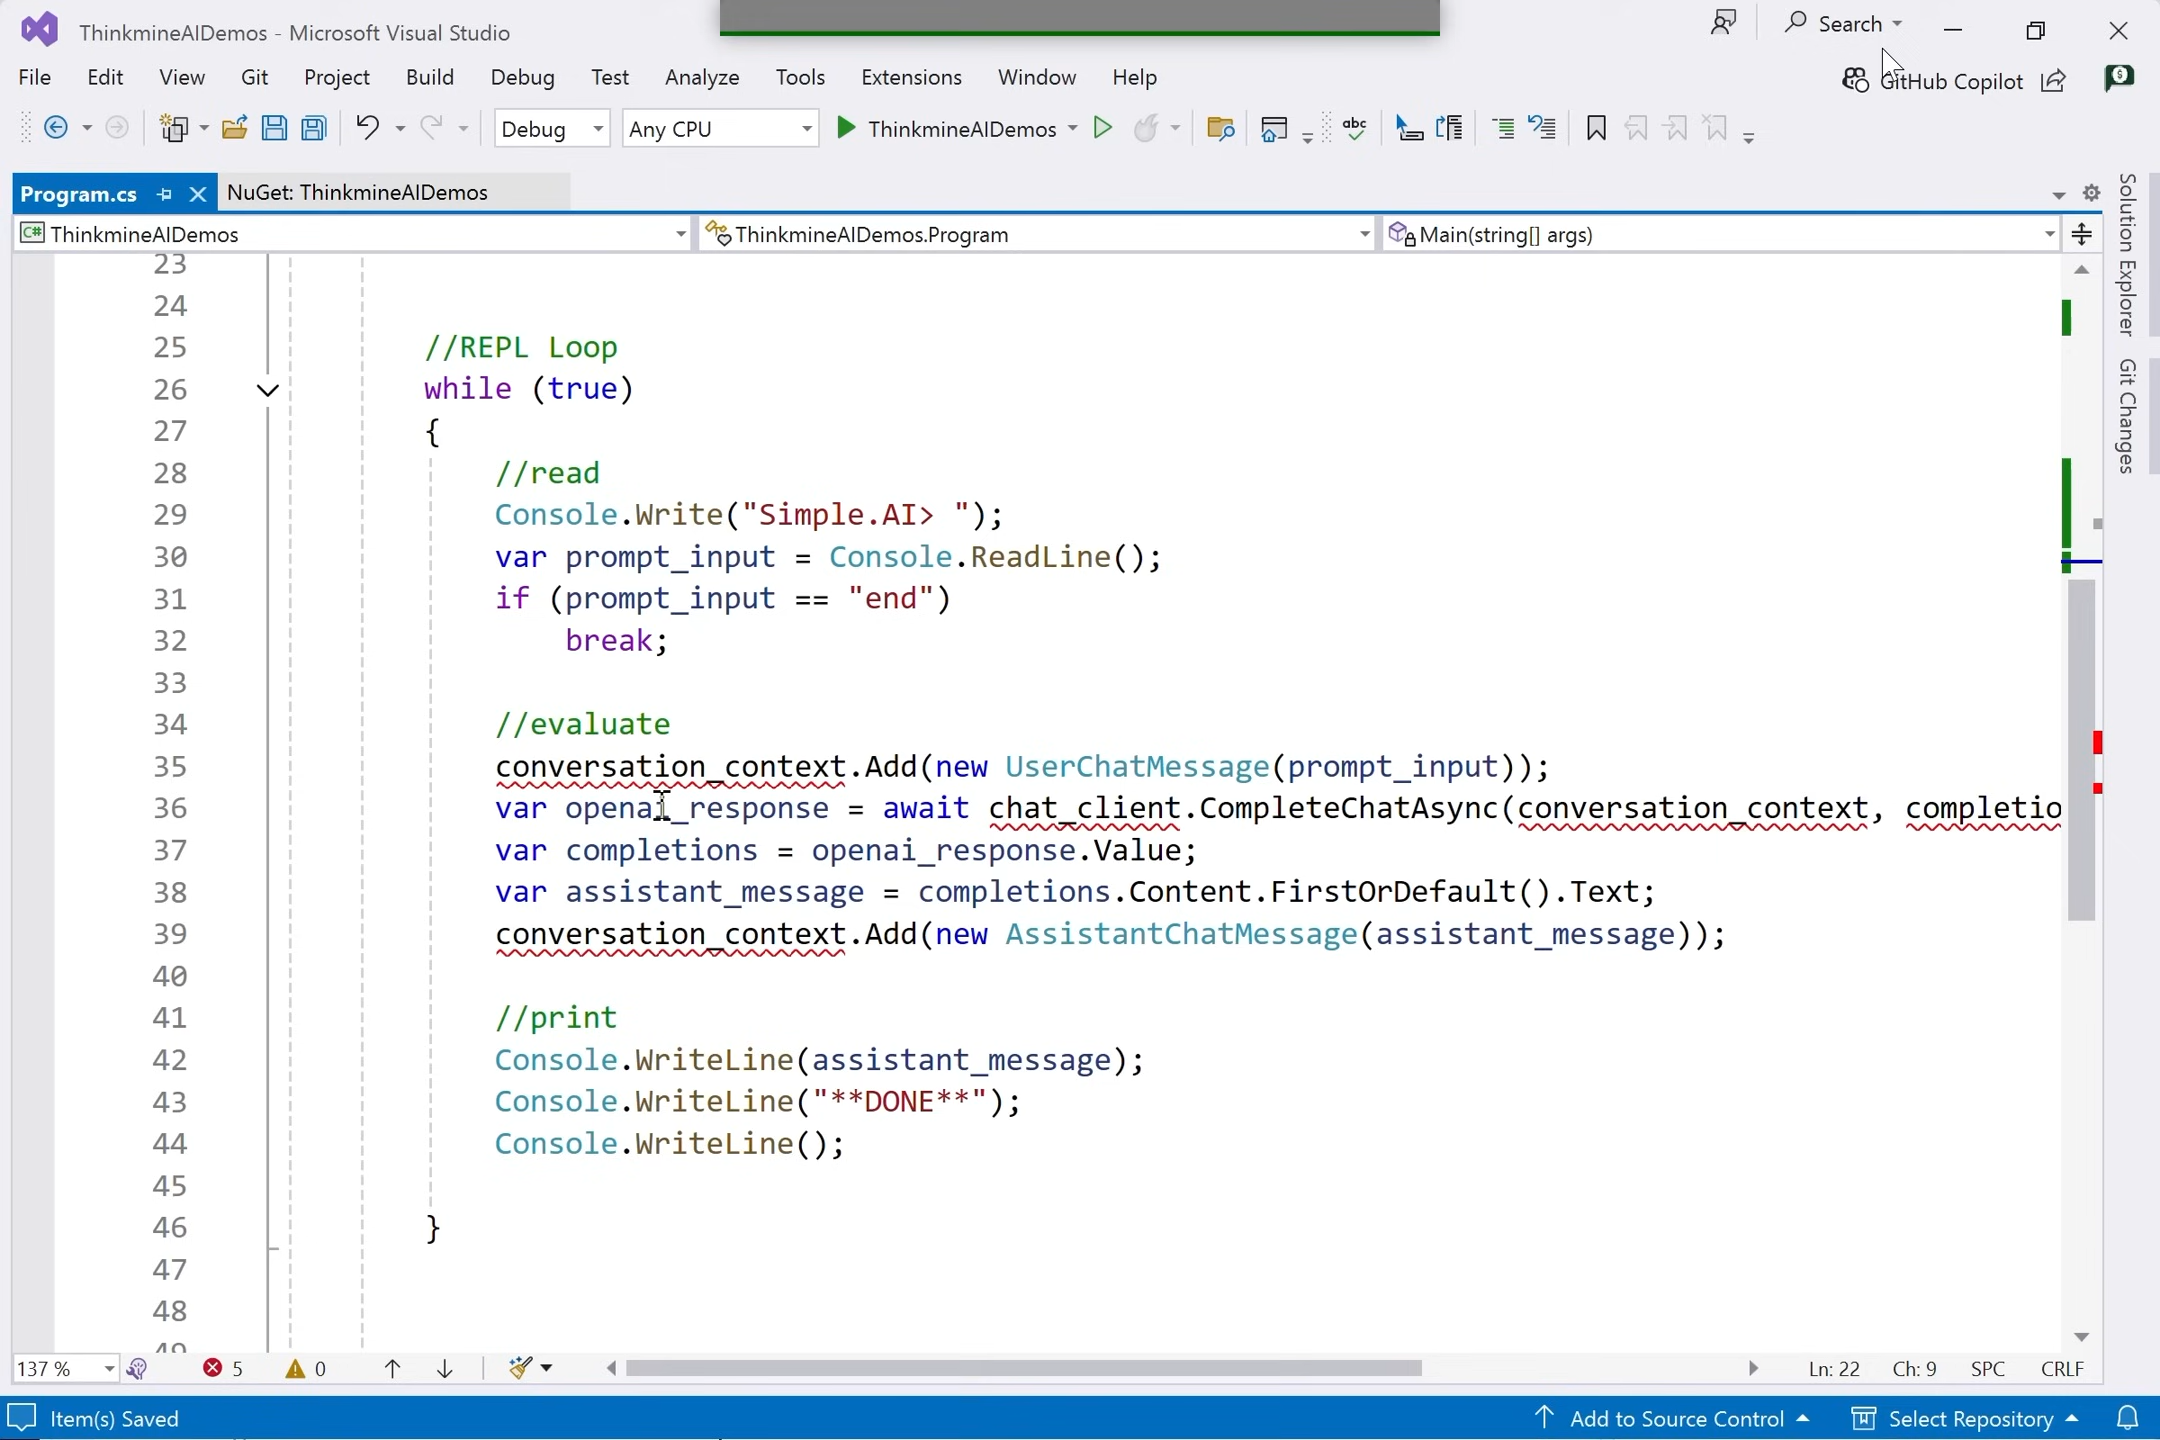 ThinkmineAIDemos - Microsoft Visual Studio
Search
File Edit View Git Project Build Debug Test Analyze Tools Extensions Window Help
GitHub Copilot
Debug Any CPU ThinkmineAIDemos
abc
Program.cs NuGet: ThinkmineAIDemos
C# ThinkmineAIDemos ThinkmineAIDemos.Program Main(string[] args)
Solution Explorer
Git Changes
23
24
25 //REPL Loop
26 while (true)
27 {
28 //read
29 Console.Write("Simple.AI> ");
30 var prompt_input = Console.ReadLine();
31 if (prompt_input == "end")
32 break;
33
34 //evaluate
35 conversation_context.Add(new UserChatMessage(prompt_input));
36 var openai_response = await chat_client.CompleteChatAsync(conversation_context, completio
37 var completions = openai_response.Value;
38 var assistant_message = completions.Content.FirstOrDefault().Text;
39 conversation_context.Add(new AssistantChatMessage(assistant_message));
40
41 //print
42 Console.WriteLine(assistant_message);
43 Console.WriteLine("**DONE**");
44 Console.WriteLine();
45
46 }
47
48
49
137 % 5 0 Ln: 22 Ch: 9 SPC CRLF
Item(s) Saved Add to Source Control Select Repository